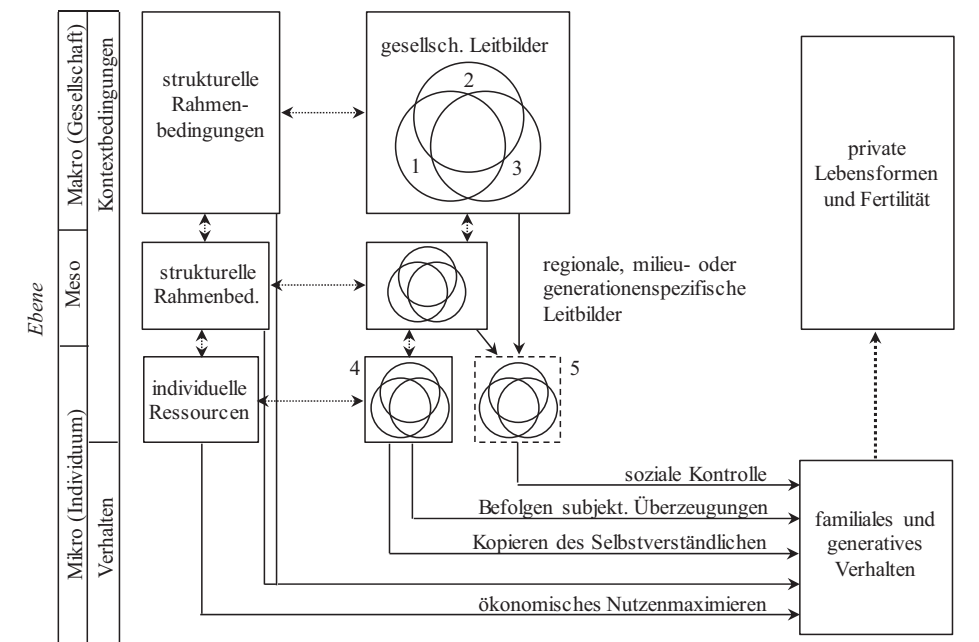 Ebene
Makro (Gesellschaft)
Meso
Mikro (Individuum)
Kontextbedingungen
Verhalten
strukturelle
Rahmen-
bedingungen
gesellsch. Leitbilder
2
1
3
private
Lebensformen
und Fertilität
strukturelle
Rahmenbed.
regionale, milieu- oder
generationenspezifische
Leitbilder
individuelle
Ressourcen
4
5
soziale Kontrolle
Befolgen subjekt. Überzeugungen
Kopieren des Selbstverständlichen
ökonomisches Nutzenmaximieren
familiales und
generatives
Verhalten